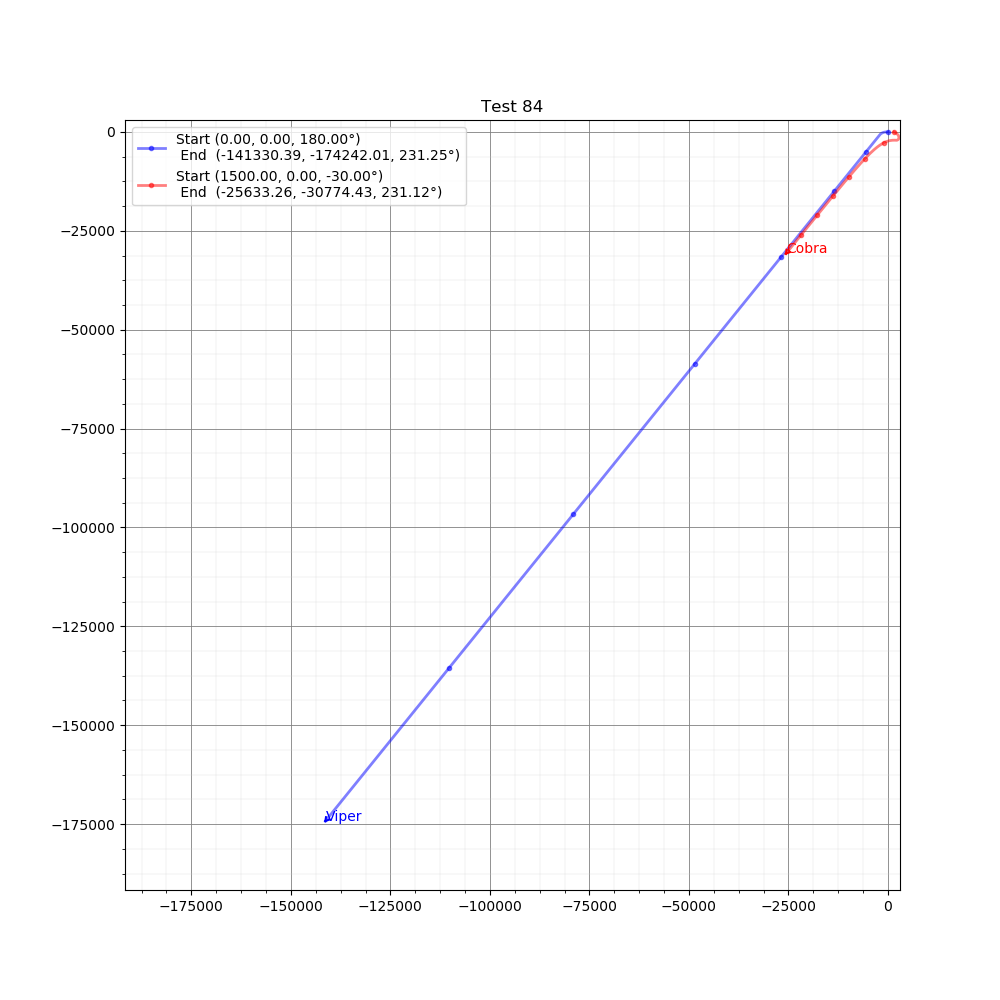 Test 84
Start (0.00, 0.00, 180.00°)
End (-141330.39, -174242.01, 231.25°)
Start (1500.00, 0.00, -30.00°)
End (-25633.26, -30774.43, 231.12°)
0
−25000
−50000
−75000
−100000
−125000
−150000
−175000
Cobra
Viper
−175000 −150000 −125000 −100000 −75000 −50000 −25000 0